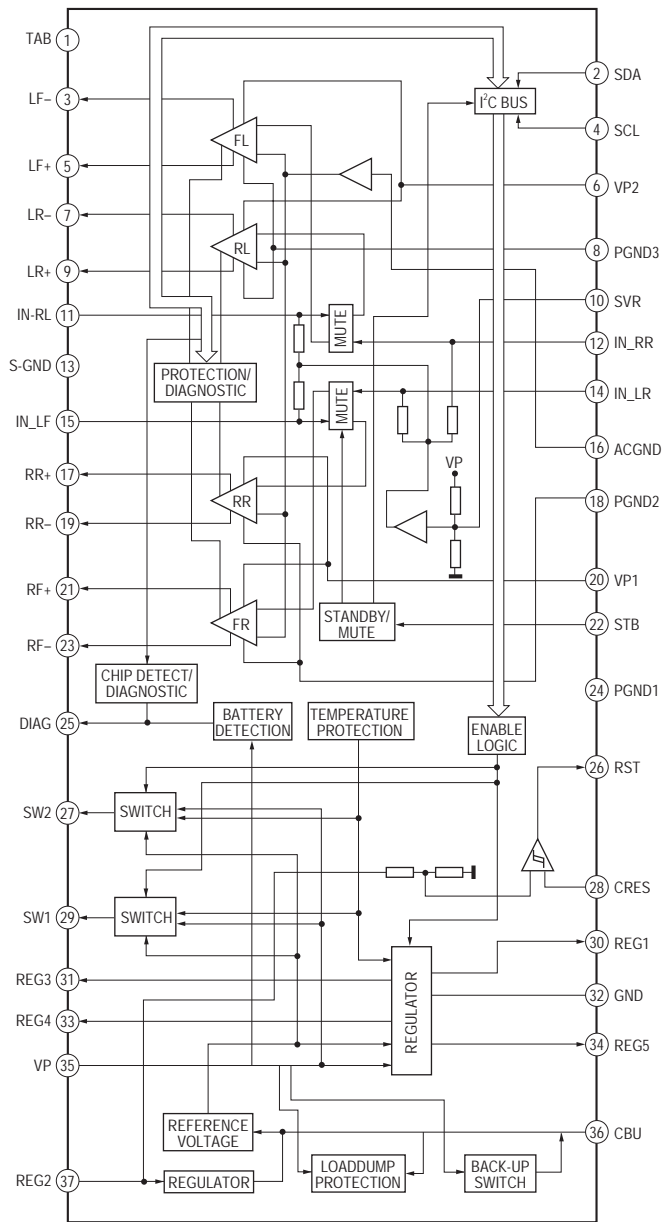 TAB 1
2 SDA
LF− 3
I²C BUS
4 SCL
FL
LF+ 5
6 VP2
LR− 7
RL
8 PGND3
LR+ 9
10 SVR
IN-RL 11
MUTE
12 IN_RR
S-GND 13
PROTECTION/
DIAGNOSTIC
MUTE
14 IN_LR
IN_LF 15
16 ACGND
VP
RR+ 17
RR
18 PGND2
RR− 19
20 VP1
RF+ 21
FR
STANDBY/
MUTE
22 STB
RF− 23
CHIP DETECT/
DIAGNOSTIC
24 PGND1
DIAG 25
BATTERY
DETECTION
TEMPERATURE
PROTECTION
ENABLE
LOGIC
26 RST
SW2 27
SWITCH
28 CRES
SW1 29
SWITCH
30 REG1
REG3 31
REGULATOR
32 GND
REG4 33
34 REG5
VP 35
REFERENCE
VOLTAGE
36 CBU
LOADDUMP
PROTECTION
BACK-UP
SWITCH
REG2 37
REGULATOR